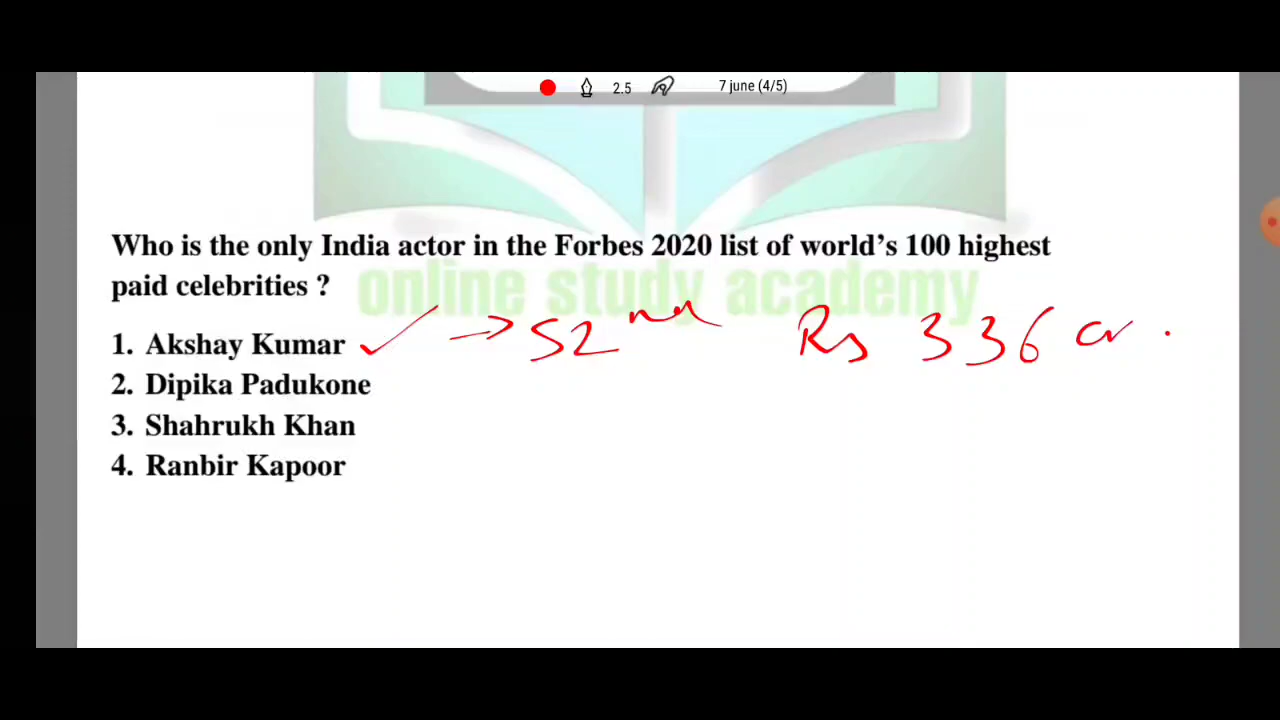 2.5 7 june (4/5)
Who is the only India actor in the Forbes 2020 list of world's 100 highest
paid celebrities ?
online study academy
1. Akshay Kumar ✓ → 52nd Rs 336 cr.
2. Dipika Padukone
3. Shahrukh Khan
4. Ranbir Kapoor